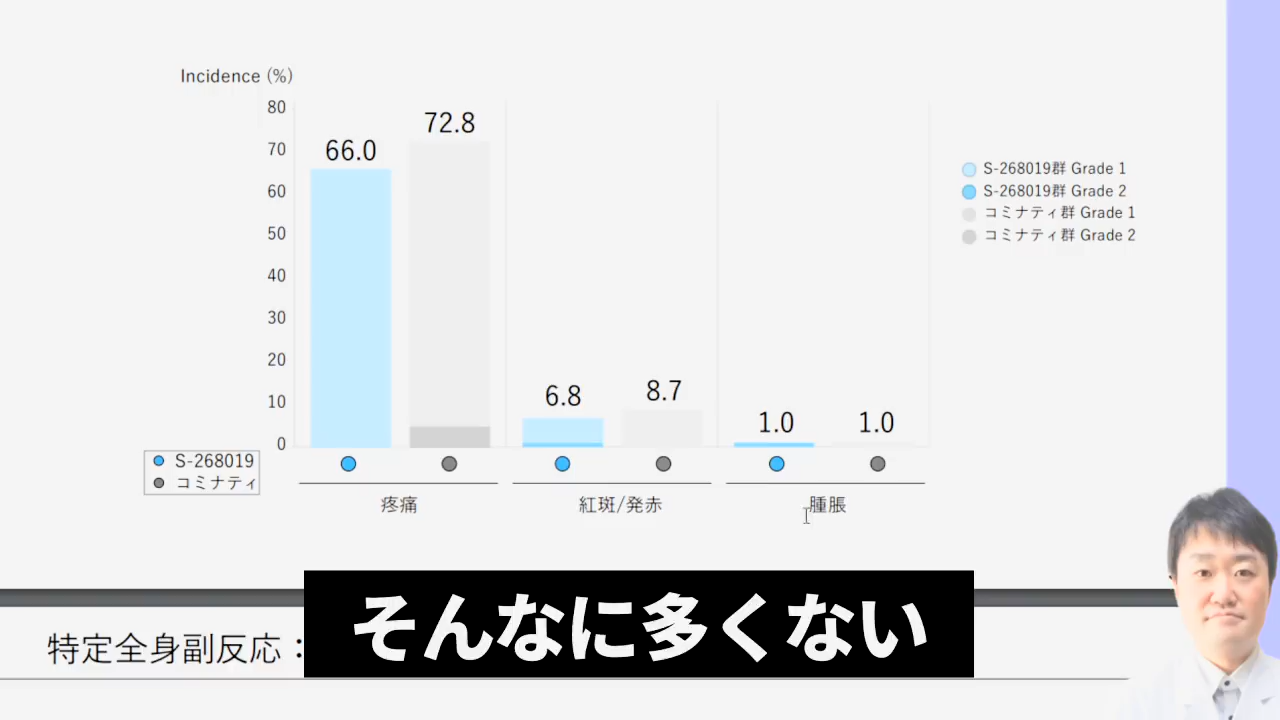 Incidence (%)
80
70
60
50
40
30
20
10
0
66.0
72.8
6.8
8.7
1.0
1.0
S-268019群 Grade 1
S-268019群 Grade 2
コミナティ群 Grade 1
コミナティ群 Grade 2
S-268019
コミナティ
疼痛
紅斑/発赤
腫脹
そんなに多くない
特定全身副反応：